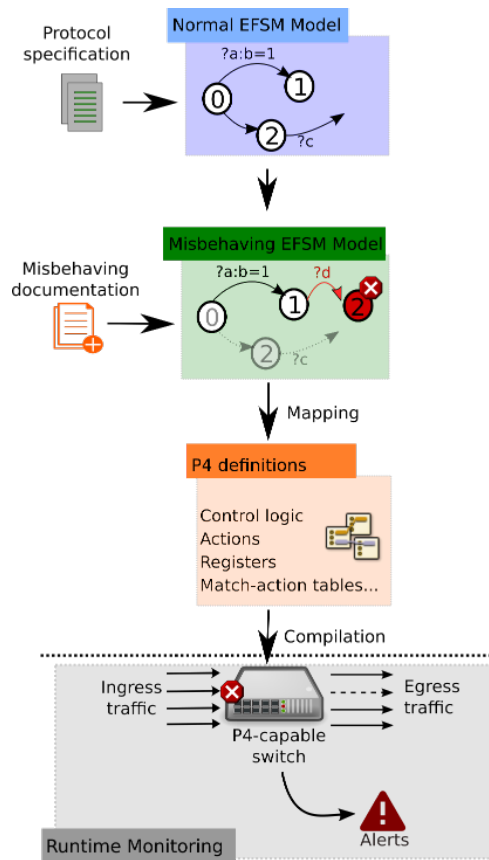 Normal EFSM Model
Protocol
specification
?a:b=1
0
1
2
?c
Misbehaving EFSM Model
Misbehaving
documentation
?a:b=1
?d
0
1
2
2
?c
Mapping
P4 definitions
Control logic
Actions
Registers
Match-action tables...
Compilation
Ingress
traffic
Egress
traffic
P4-capable
switch
Alerts
Runtime Monitoring